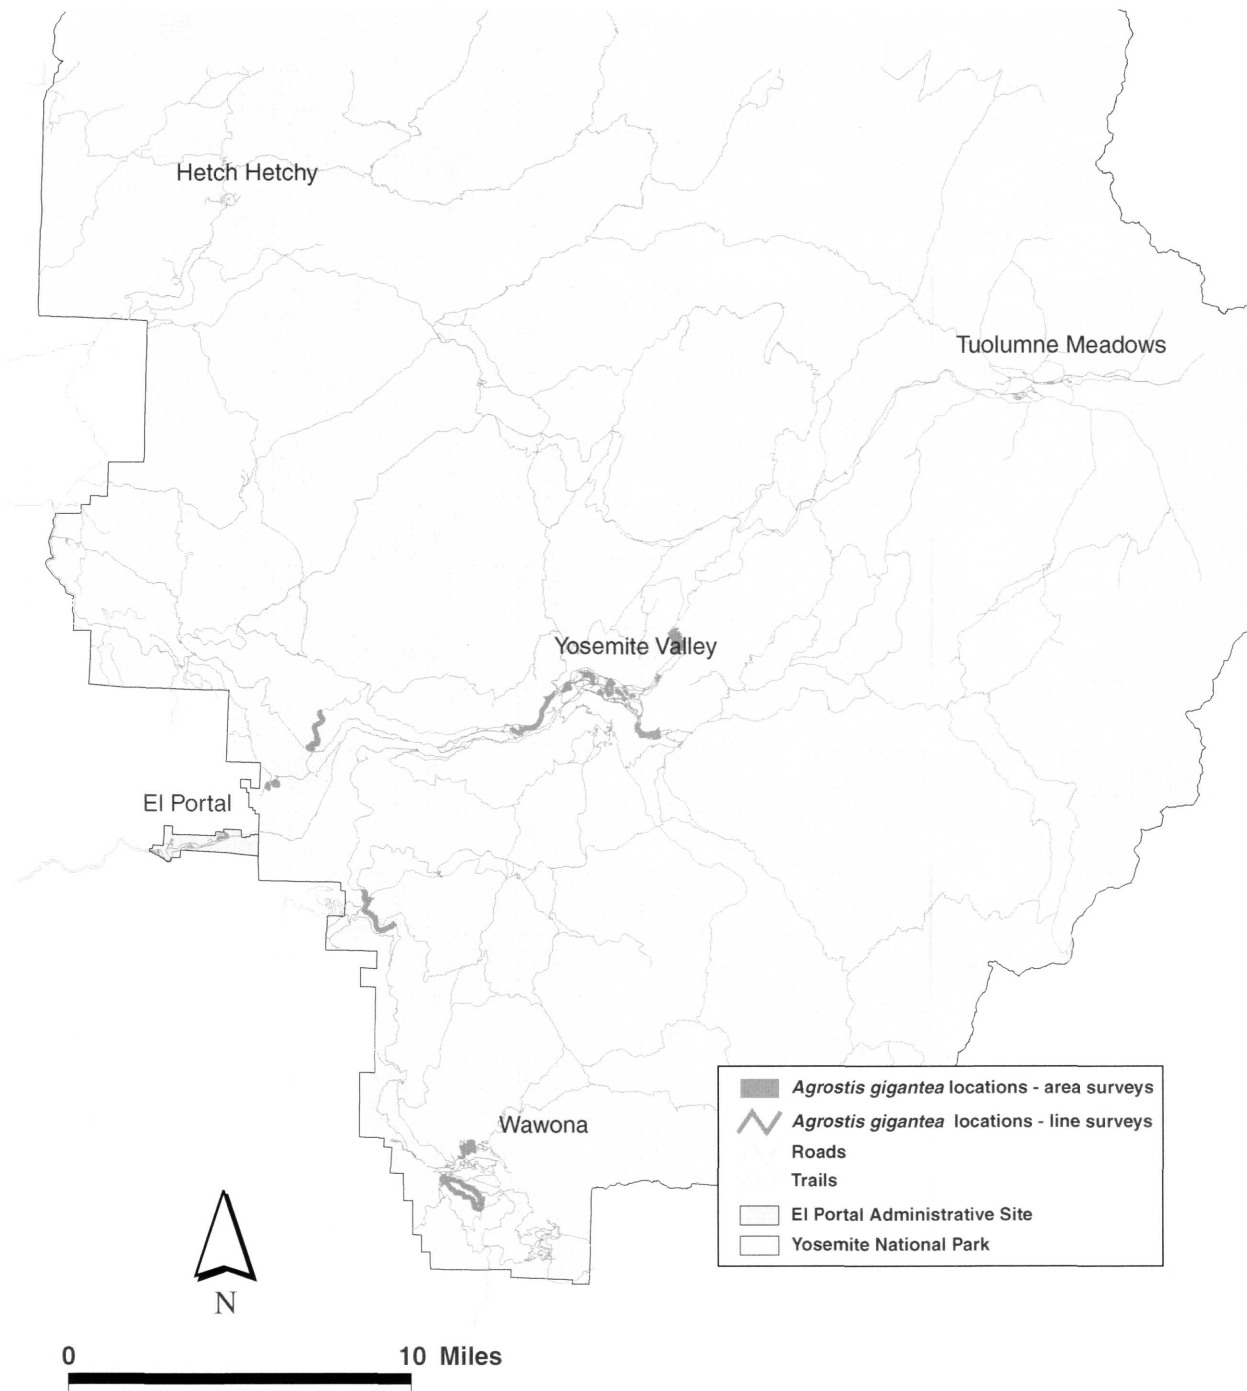 Hetch Hetchy
Tuolumne Meadows
Yosemite Valley
El Portal
Wawona
Agrostis gigantea locations - area surveys
Agrostis gigantea locations - line surveys
Roads
Trails
El Portal Administrative Site
Yosemite National Park
N
0 10 Miles